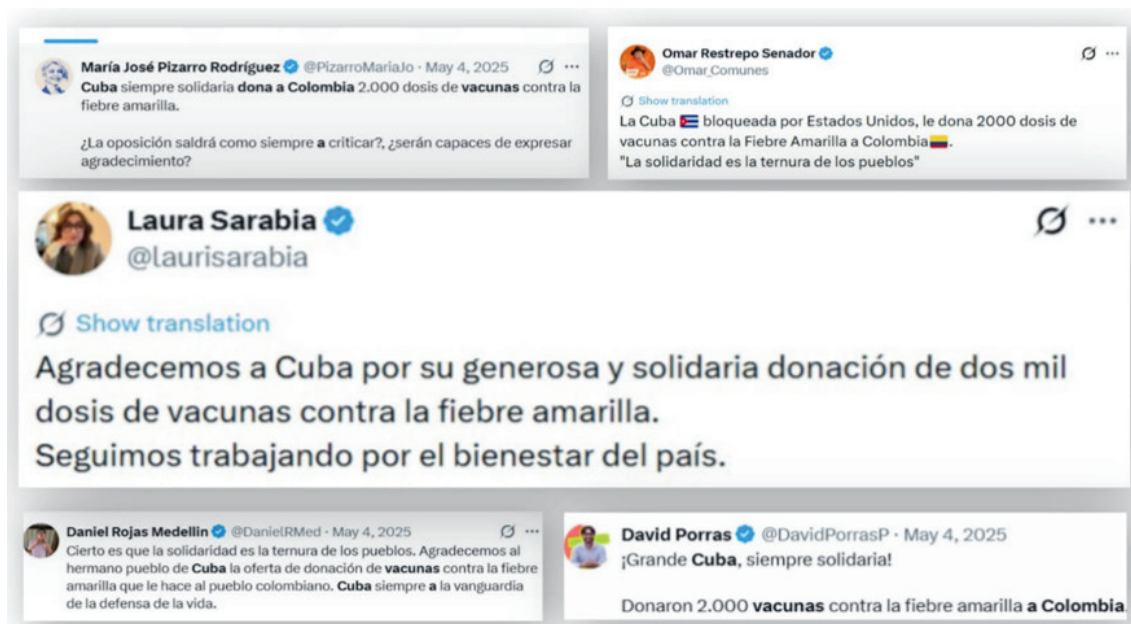 María José Pizarro Rodríguez @PizarroMariaJo · May 4, 2025
Cuba siempre solidaria dona a Colombia 2.000 dosis de vacunas contra la
fiebre amarilla.
¿La oposición saldrá como siempre a criticar?, ¿serán capaces de expresar
agradecimiento?
Omar Restrepo Senador
@Omar_Comunes
Show translation
La Cuba 🇨🇺 bloqueada por Estados Unidos, le dona 2000 dosis de
vacunas contra la Fiebre Amarilla a Colombia🇨🇴.
"La solidaridad es la ternura de los pueblos"
Laura Sarabia
@laurisarabia
Show translation
Agradecemos a Cuba por su generosa y solidaria donación de dos mil
dosis de vacunas contra la fiebre amarilla.
Seguimos trabajando por el bienestar del país.
Daniel Rojas Medellin @DanielRMed · May 4, 2025
Cierto es que la solidaridad es la ternura de los pueblos. Agradecemos al
hermano pueblo de Cuba la oferta de donación de vacunas contra la fiebre
amarilla que le hace al pueblo colombiano. Cuba siempre a la vanguardia
de la defensa de la vida.
David Porras @DavidPorrasP · May 4, 2025
¡Grande Cuba, siempre solidaria!
Donaron 2.000 vacunas contra la fiebre amarilla a Colombia.